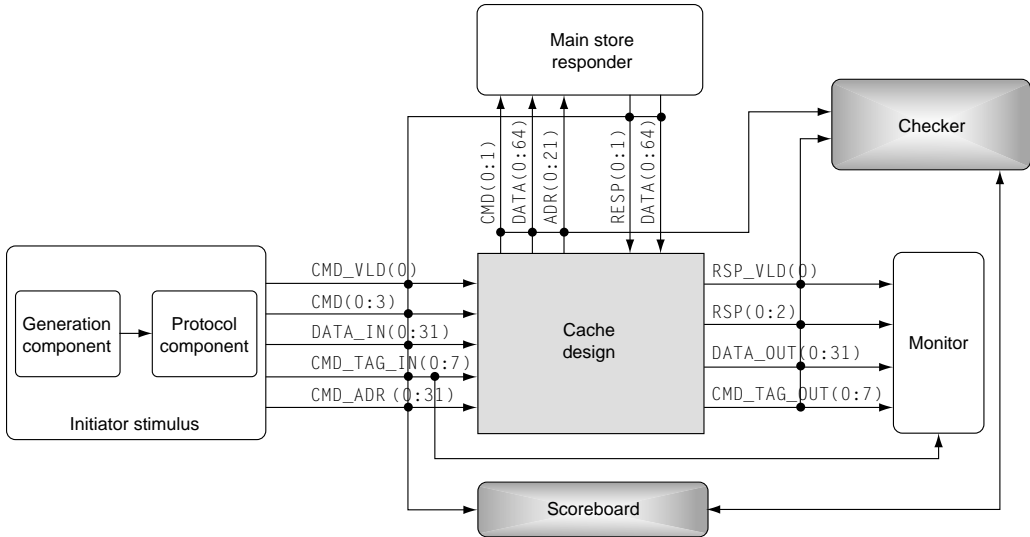 Main store
responder
Checker
CMD(0:1)
DATA(0:64)
ADR(0:21)
RESP(0:1)
DATA(0:64)
CMD_VLD(0)
CMD(0:3)
DATA_IN(0:31)
CMD_TAG_IN(0:7)
CMD_ADR (0:31)
Generation
component
Protocol
component
Initiator stimulus
Cache
design
RSP_VLD(0)
RSP(0:2)
DATA_OUT(0:31)
CMD_TAG_OUT(0:7)
Monitor
Scoreboard